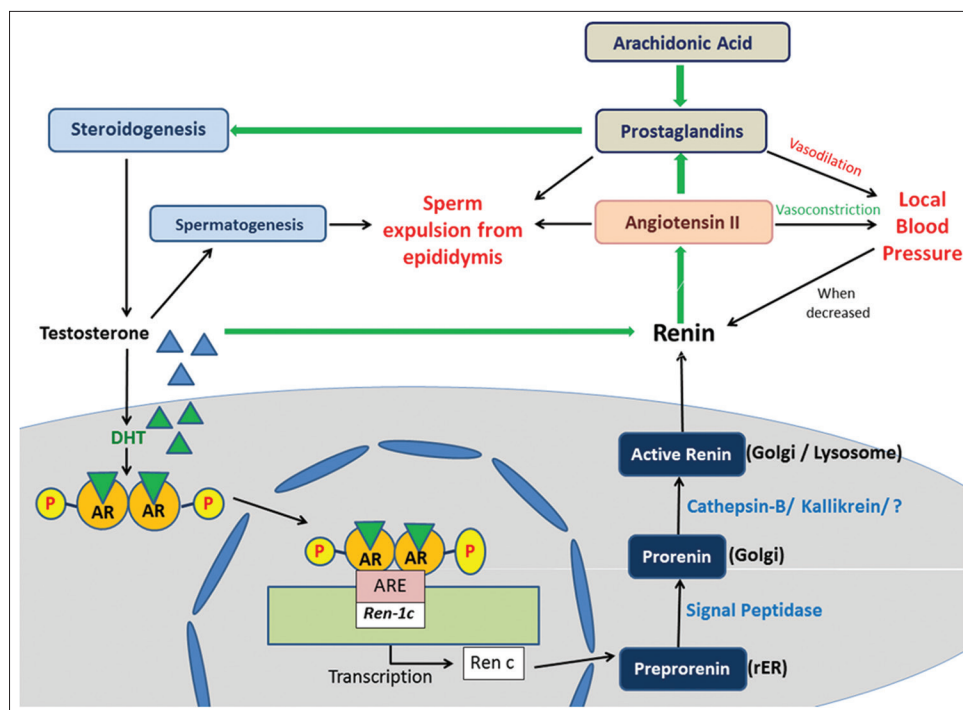 Arachidonic Acid
Steroidogenesis
Prostaglandins
Vasodilation
Spermatogenesis
Sperm
expulsion from
epididymis
Angiotensin II
Vasoconstriction
Local
Blood
Pressure
When
decreased
Testosterone
Renin
DHT
P
AR
AR
P
Active Renin
(Golgi / Lysosome)
Cathepsin-B/ Kallikrein/ ?
P
AR
AR
P
ARE
Ren-1c
Prorenin
(Golgi)
Signal Peptidase
Transcription
Ren c
Preprorenin
(rER)